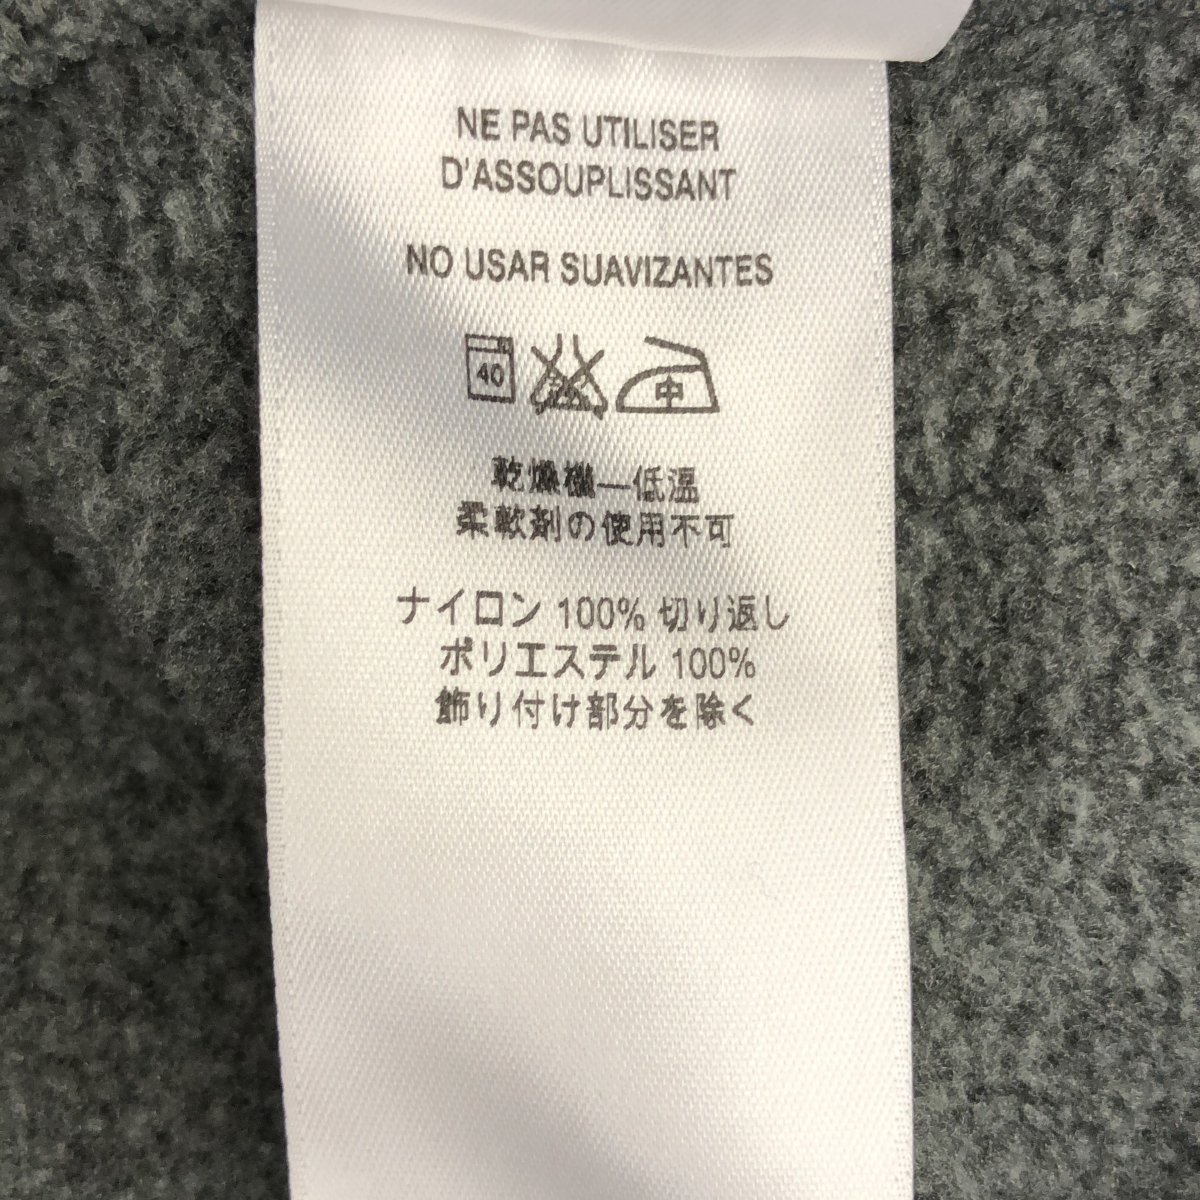 NE PAS UTILISER
D'ASSOUPLISSANT
NO USAR SUAVIZANTES
40 中
乾燥機—低温
柔軟剤の使用不可
ナイロン 100% 切り返し
ポリエステル 100%
飾り付け部分を除く